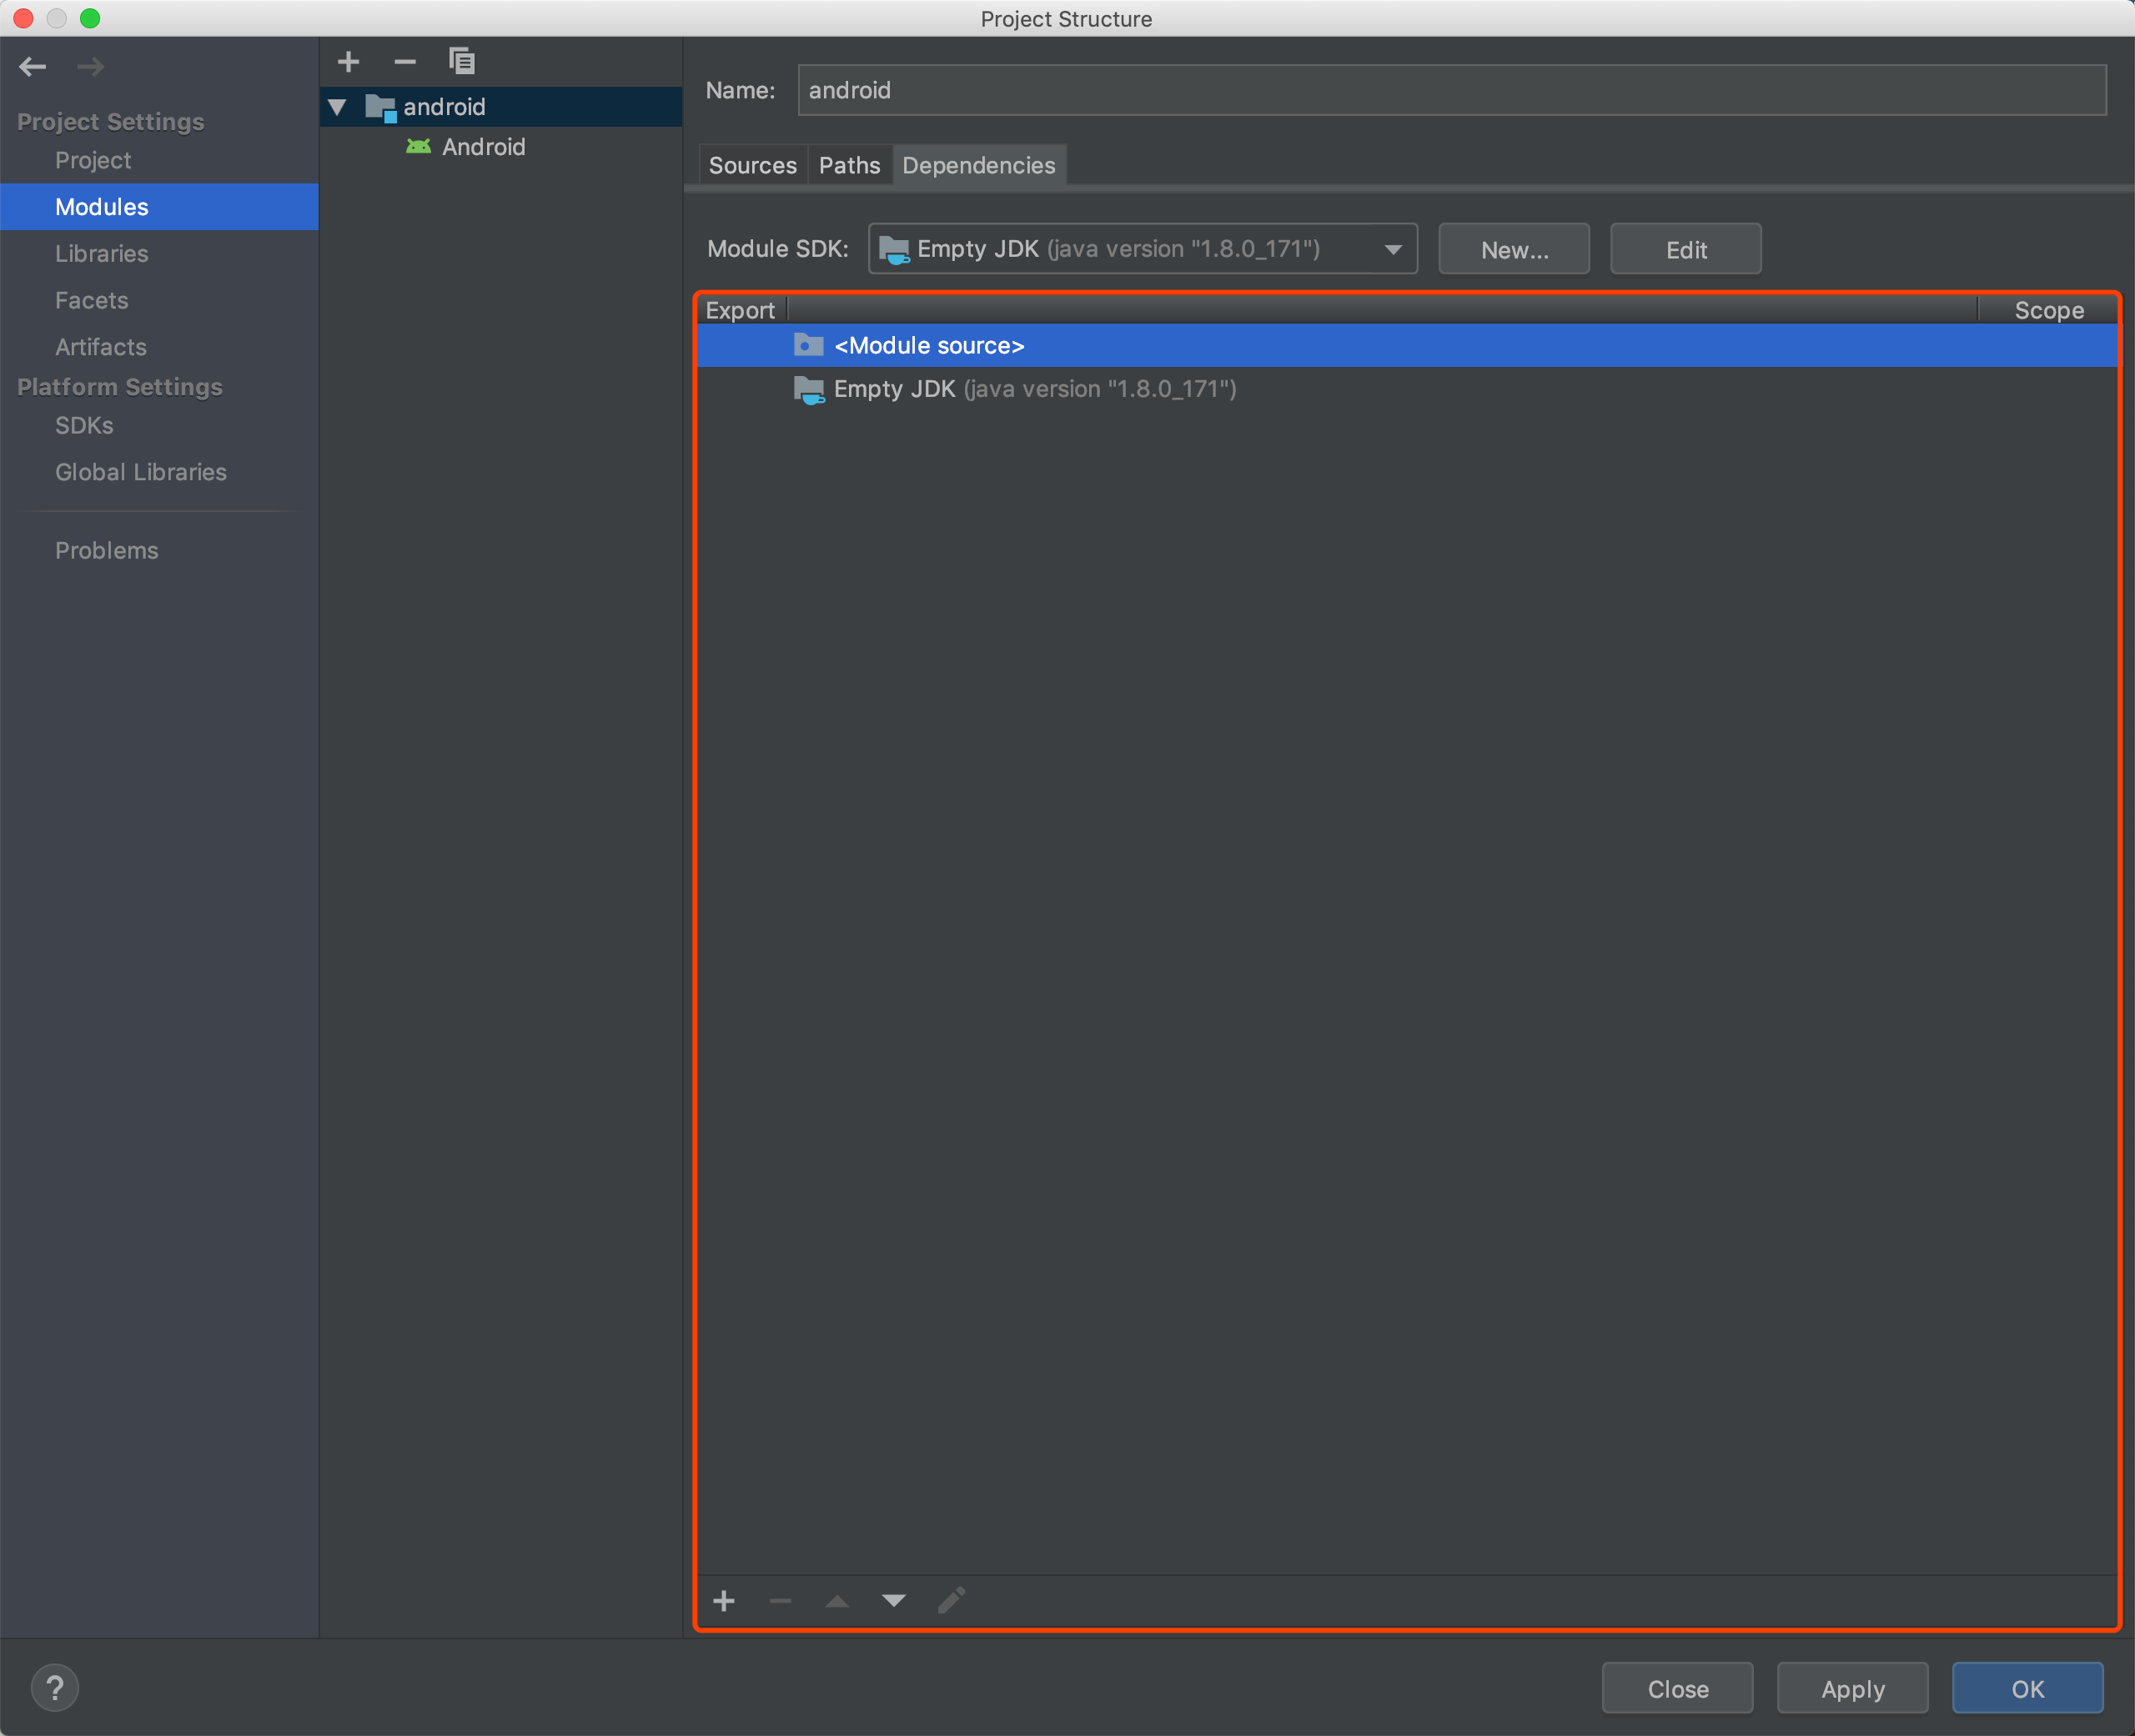 Project Structure
Project Settings
Project
Modules
Libraries
Facets
Artifacts
Platform Settings
SDKs
Global Libraries
Problems
android
Android
Name: android
Sources Paths Dependencies
Module SDK: Empty JDK (java version "1.8.0_171") New... Edit
Export Scope
<Module source>
Empty JDK (java version "1.8.0_171")
? Close Apply OK